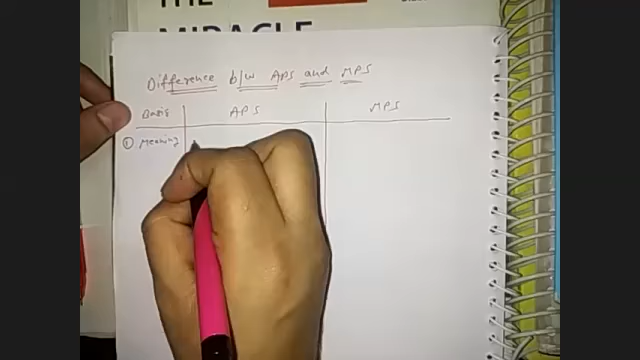 THE
MIRACLE
Difference b/w APS and MPS
Basis APS MPS
① Meaning